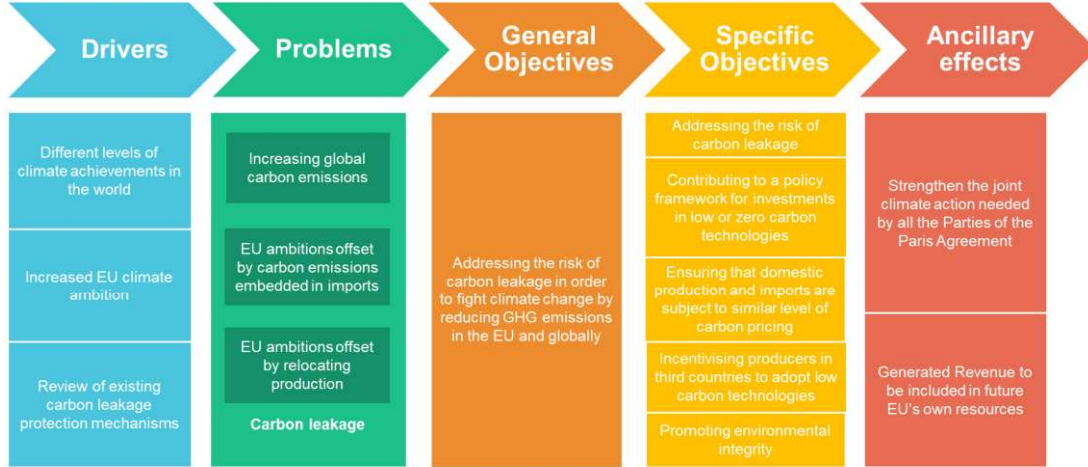 Drivers
Problems
General
Objectives
Specific
Objectives
Ancillary
effects
Different levels of
climate achievements in
the world
Increased EU climate
ambition
Review of existing
carbon leakage
protection mechanisms
Increasing global
carbon emissions
EU ambitions offset
by carbon emissions
embedded in imports
EU ambitions offset
by relocating
production
Carbon leakage
Addressing the risk of
carbon leakage in order
to fight climate change by
reducing GHG emissions
in the EU and globally
Addressing the risk of
carbon leakage
Contributing to a policy
framework for investments
in low or zero carbon
technologies
Ensuring that domestic
production and imports are
subject to similar level of
carbon pricing
Incentivising producers in
third countries to adopt low
carbon technologies
Promoting environmental
integrity
Strengthen the joint
climate action needed
by all the Parties of the
Paris Agreement
Generated Revenue to
be included in future
EU's own resources